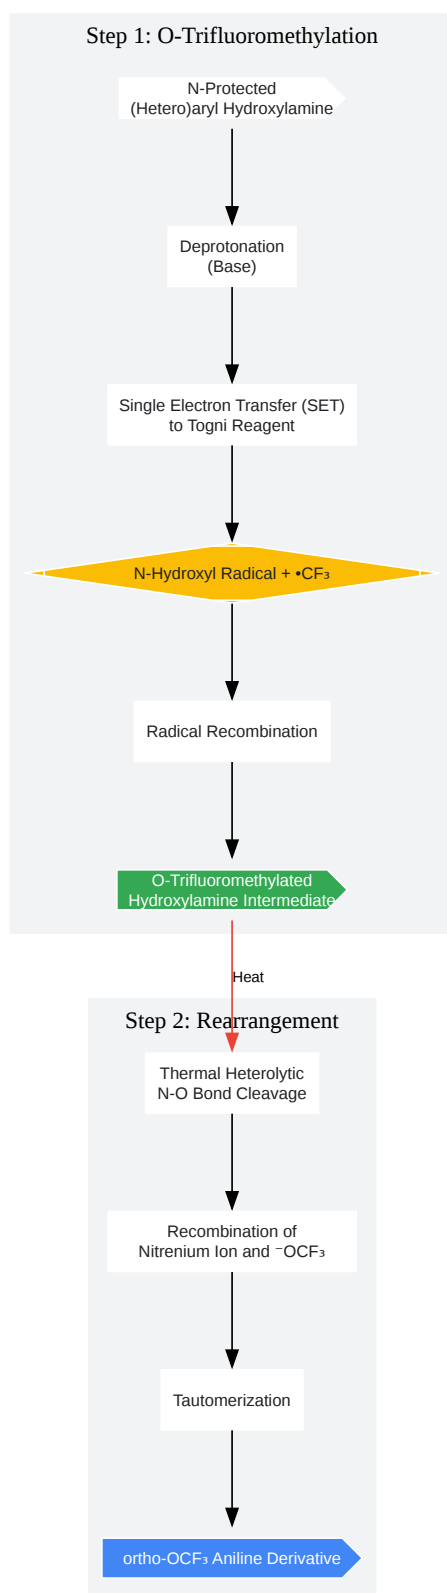 Step 1: O-Trifluoromethylation
N-Protected
(Hetero)aryl Hydroxylamine
Deprotonation
(Base)
Single Electron Transfer (SET)
to Togni Reagent
N-Hydroxyl Radical + •CF₃
Radical Recombination
O-Trifluoromethylated
Hydroxylamine Intermediate
Heat
Step 2: Rearrangement
Thermal Heterolytic
N-O Bond Cleavage
Recombination of
Nitrenium Ion and ⁻OCF₃
Tautomerization
ortho-OCF₃ Aniline Derivative